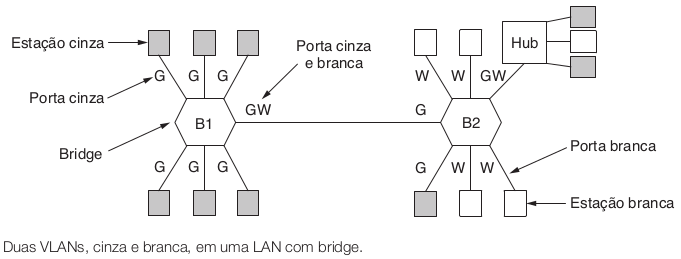 Estação cinza
Porta cinza
e branca
Hub
G G G
W W GW
Porta cinza
GW
G
B1
B2
Bridge
Porta branca
G G G
G W W
Estação branca
Duas VLANs, cinza e branca, em uma LAN com bridge.